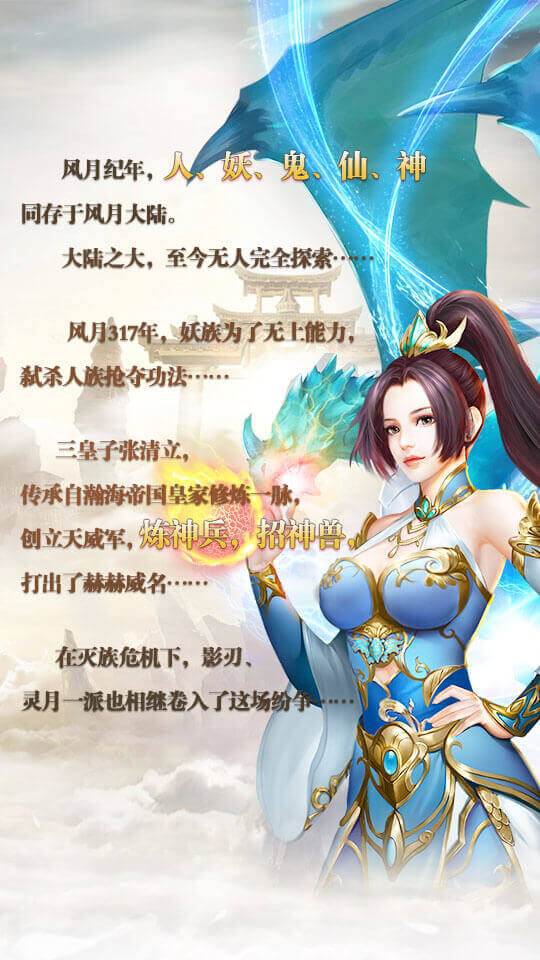 风月纪年，人、妖、鬼、仙、神
同存于风月大陆。
大陆之大，至今无人完全探索……
风月317年，妖族为了无上能力，
弑杀人族抢夺功法……
三皇子张清立，
传承自瀚海帝国皇家修炼一脉，
创立天威军，炼神兵，招神兽，
打出了赫赫威名……
在灭族危机下，影刃、
灵月一派也相继卷入了这场纷争……